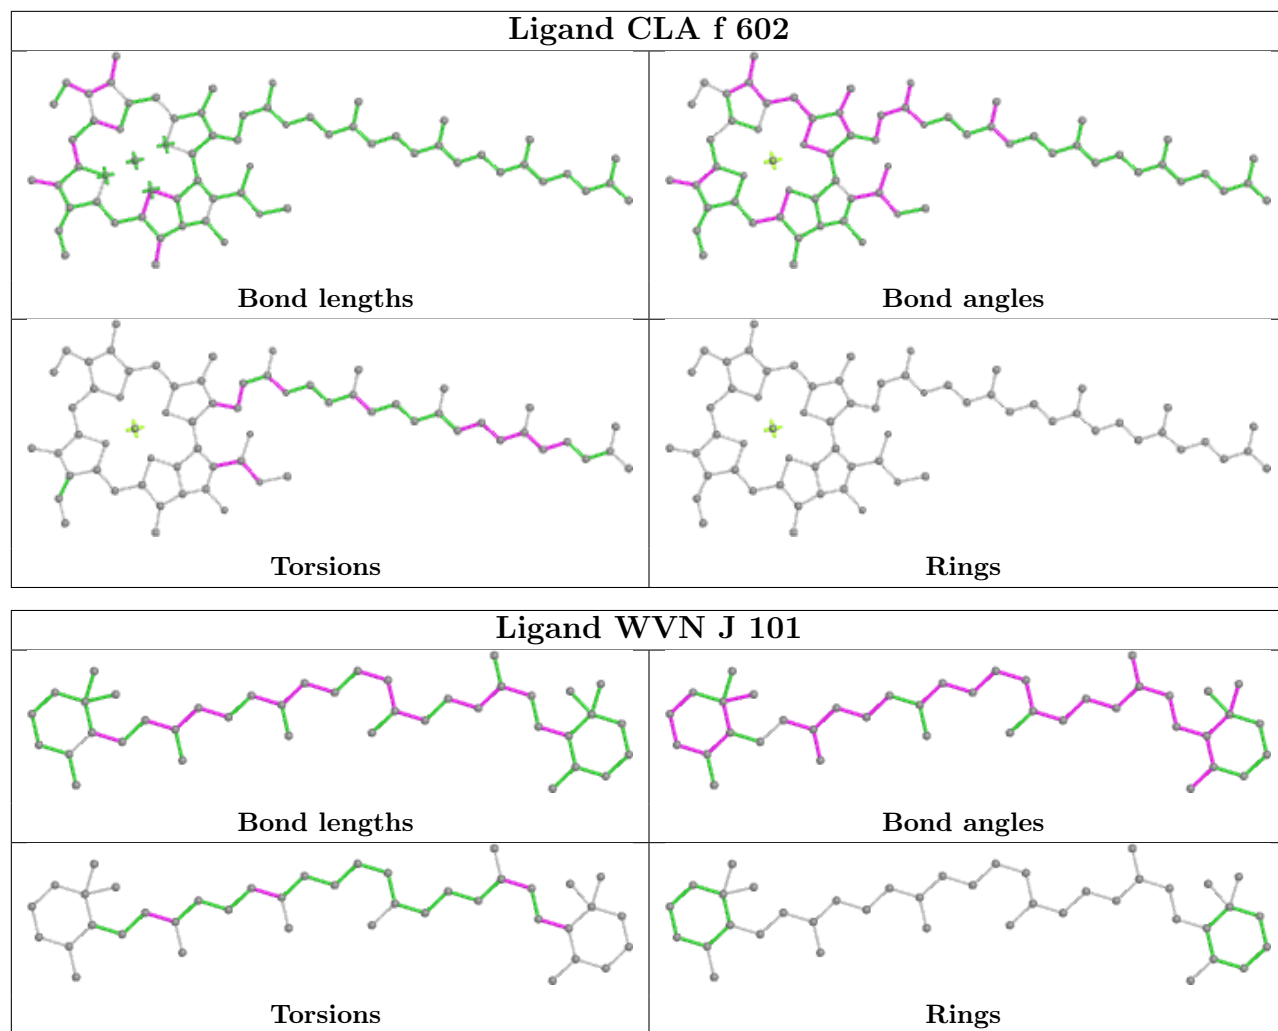 Ligand CLA f 602
Bond lengths
Bond angles
Torsions
Rings
Ligand WVN J 101
Bond lengths
Bond angles
Torsions
Rings